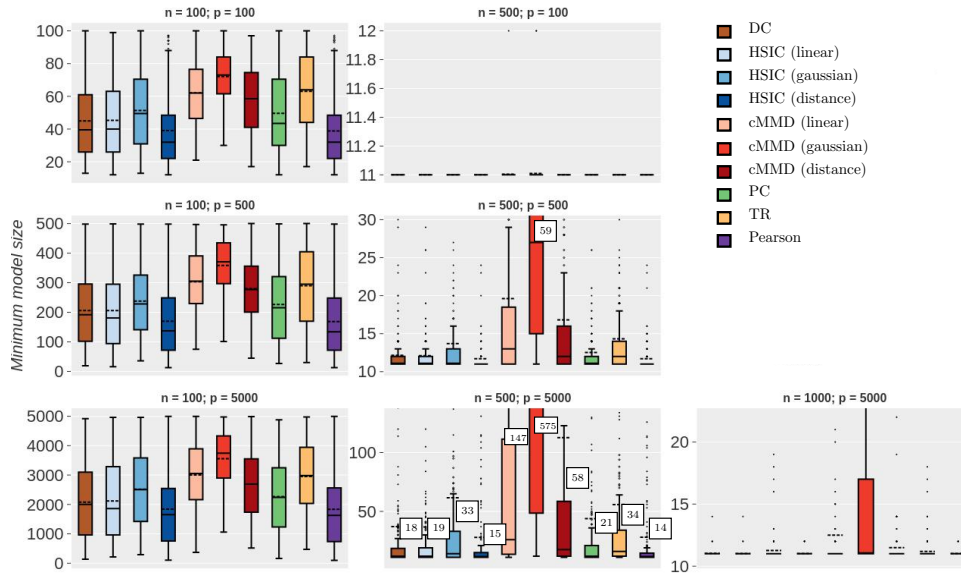 n = 100; p = 100
n = 500; p = 100
100
80
60
40
20
12
11.8
11.6
11.4
11.2
11
DC
HSIC (linear)
HSIC (gaussian)
HSIC (distance)
cMMD (linear)
cMMD (gaussian)
cMMD (distance)
PC
TR
Pearson
Minimum model size
n = 100; p = 500
n = 500; p = 500
500
400
300
200
100
0
30
25
20
15
10
59
n = 100; p = 5000
n = 500; p = 5000
n = 1000; p = 5000
5000
4000
3000
2000
1000
0
100
50
18
19
33
15
147
575
58
21
34
14
20
15
10